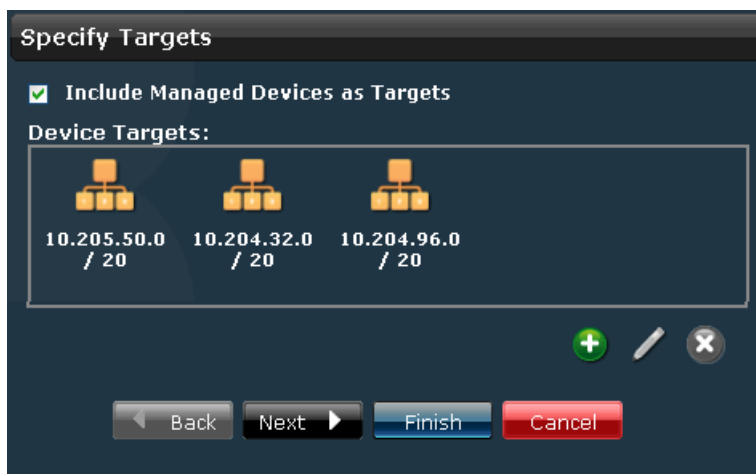 Specify Targets
Include Managed Devices as Targets
Device Targets:
10.205.50.0 10.204.32.0 10.204.96.0
/ 20 / 20 / 20
Back Next Finish Cancel